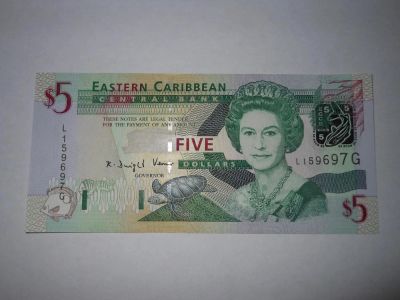 $5
EASTERN CARIBBEAN
CENTRAL BANK
THESE NOTES ARE LEGAL TENDER
FOR THE PAYMENT OF ANY AMOUNT
FIVE
DOLLARS
L159697G
L159697G
GOVERNOR
$5